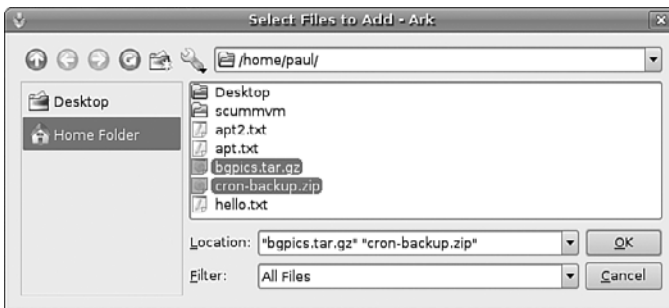 Select Files to Add - Ark
/home/paul/
Desktop
Home Folder
Desktop
scummvm
apt2.txt
apt.txt
bgpics.tar.gz
cron-backup.zip
hello.txt
Location: "bgpics.tar.gz" "cron-backup.zip" OK
Filter: All Files Cancel